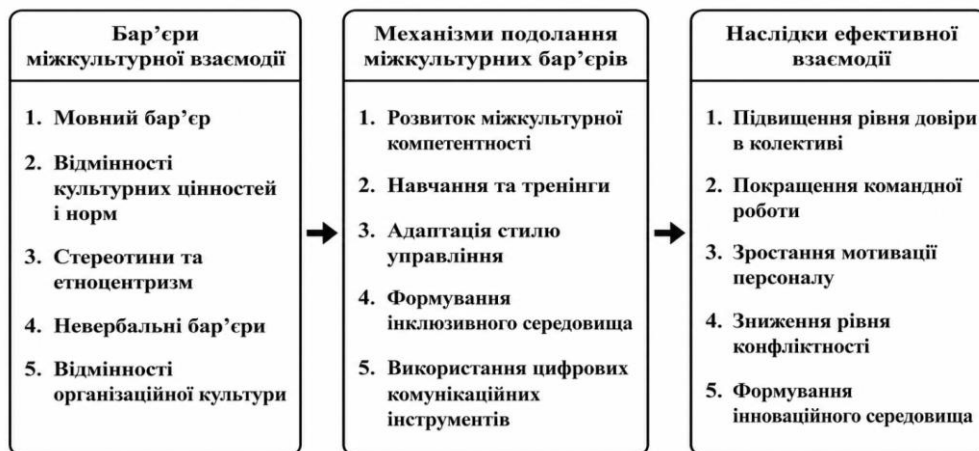 Бар’єри
міжкультурної взаємодії
1. Мовний бар’єр
2. Відмінності
культурних цінностей
і норм
3. Стереотини та
етноцентризм
4. Невербальні бар’єри
5. Відмінності
організаційної культури
Механізми подолання
міжкультурних бар’єрів
1. Розвиток міжкультурної
компетентності
2. Навчання та тренінги
3. Адаптація стилю
управління
4. Формування
інклюзивного середовища
5. Використання цифрових
комунікаційних
інструментів
Наслідки ефективної
взаємодії
1. Підвищення рівня довіри
в колективі
2. Покращення командної
роботи
3. Зростання мотивації
персоналу
4. Зниження рівня
конфліктності
5. Формування
інноваційного середовища